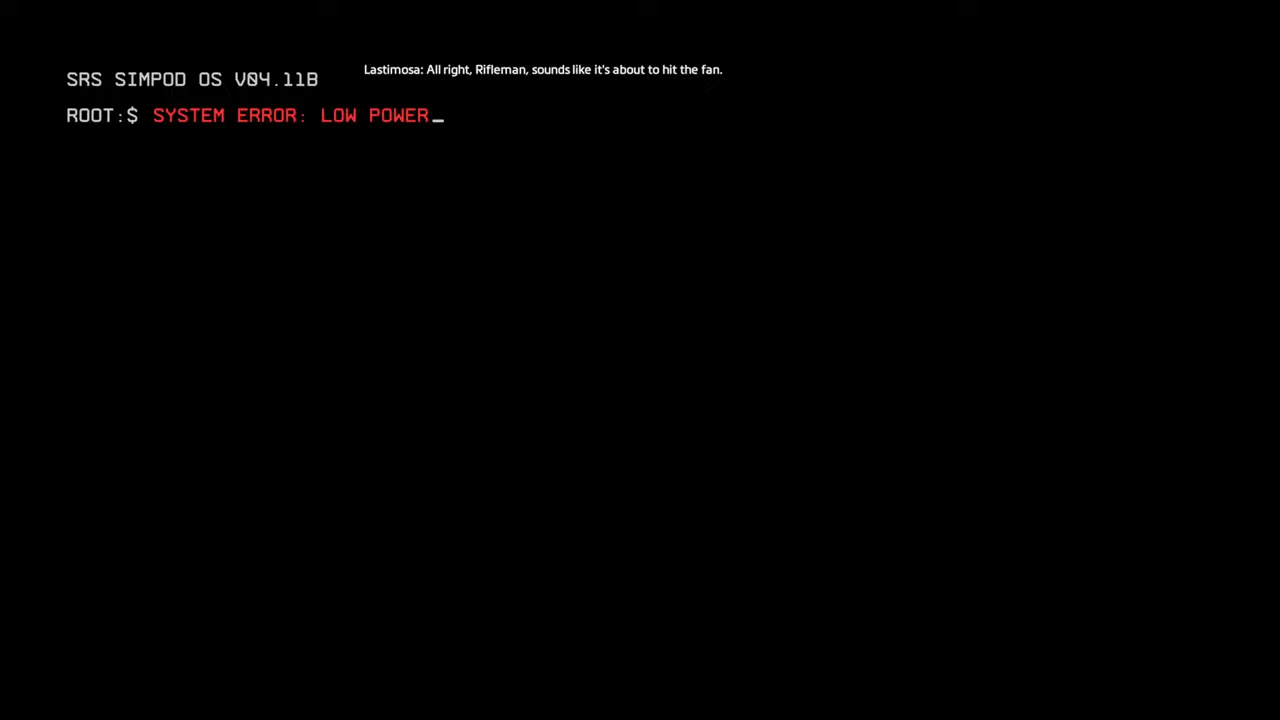 Lastimosa: All right, Rifleman, sounds like it's about to hit the fan.
SRS SIMPOD OS V04.11B
ROOT:$ SYSTEM ERROR: LOW POWER_